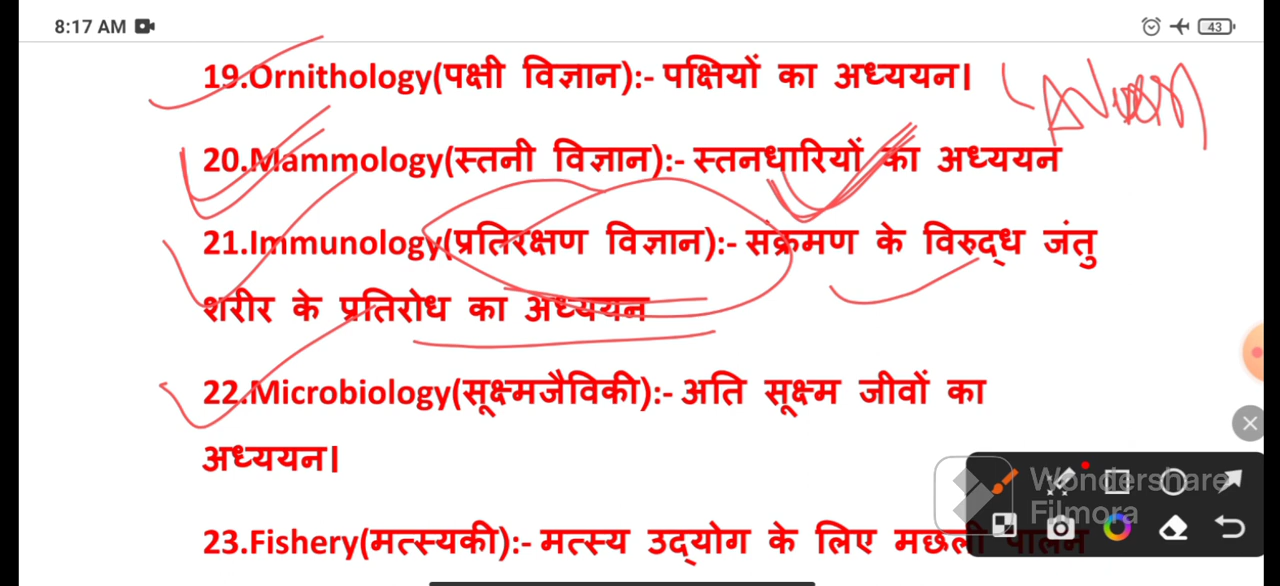 8:17 AM
43
19.Ornithology(पक्षी विज्ञान):- पक्षियों का अध्ययन।
20.Mammology(स्तनी विज्ञान):- स्तनधारियों का अध्ययन
21.Immunology(प्रतिरक्षण विज्ञान):- संक्रमण के विरुद्ध जंतु
शरीर के प्रतिरोध का अध्ययन
22.Microbiology(सूक्ष्मजैविकी):- अति सूक्ष्म जीवों का
अध्ययन।
23.Fishery(मत्स्यकी):- मत्स्य उद्योग के लिए मछली पालन
Wondershare
Filmora